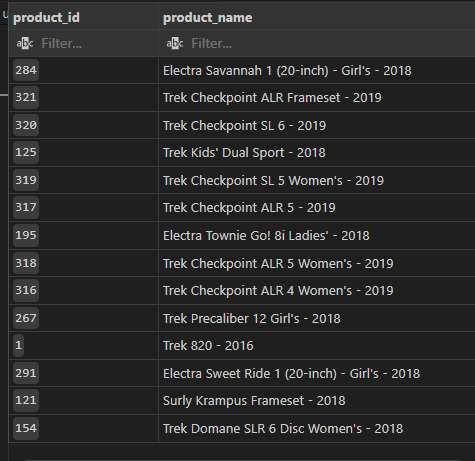 u
product_id product_name
abc Filter... abc Filter...
284 Electra Savannah 1 (20-inch) - Girl's - 2018
321 Trek Checkpoint ALR Frameset - 2019
320 Trek Checkpoint SL 6 - 2019
125 Trek Kids' Dual Sport - 2018
319 Trek Checkpoint SL 5 Women's - 2019
317 Trek Checkpoint ALR 5 - 2019
195 Electra Townie Go! 8i Ladies' - 2018
318 Trek Checkpoint ALR 5 Women's - 2019
316 Trek Checkpoint ALR 4 Women's - 2019
267 Trek Precaliber 12 Girl's - 2018
1 Trek 820 - 2016
291 Electra Sweet Ride 1 (20-inch) - Girl's - 2018
121 Surly Krampus Frameset - 2018
154 Trek Domane SLR 6 Disc Women's - 2018